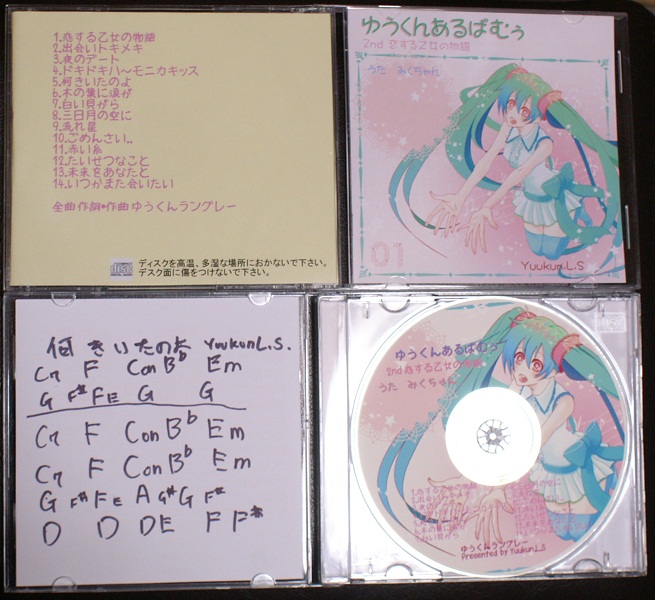 1.恋する乙女の物語
2.出会いトキメキ
3.夜のデート
4.ドキドキハ〜モニカキッス
5.何きいたのよ
6.木の葉に涙が
7.白い貝がら
8.三日月の空に
9.流れ星
10.ごめんさい..
11.赤い糸
12.たいせつなこと
13.未来をあなたと
14.いつかまた会いたい
全曲作詞*作曲ゆうくんラングレー
ディスクを高温、多湿な場所におかないで下さい。
デスク面に傷をつけないで下さい。
ゆうくんあるばむぅ
2nd 恋する乙女の物語
うた みくちゃん
01
Yuukun.L.S
何きいたのよ YuukunL.S.
C7 F ConBb Em
G F# F E G G
C7 F ConBb Em
C7 F ConBb Em
G F# F E A G# G F#
D D D E F F#
ゆうくんあるばむぅ
2nd 恋する乙女の物語
うた みくちゃん
ゆうくんラングレー
Presented by YuukunL.S